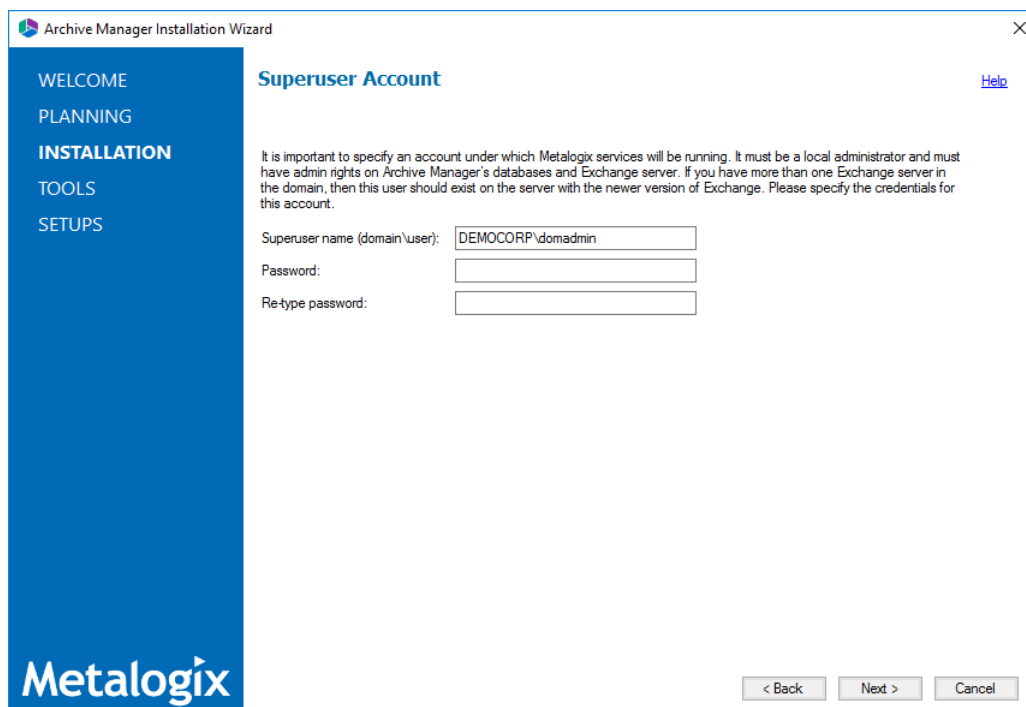 Archive Manager Installation Wizard
WELCOME
PLANNING
INSTALLATION
TOOLS
SETUPS
Superuser Account
Help
It is important to specify an account under which Metalogix services will be running. It must be a local administrator and must
have admin rights on Archive Manager's databases and Exchange server. If you have more than one Exchange server in
the domain, then this user should exist on the server with the newer version of Exchange. Please specify the credentials for
this account.
Superuser name (domain\user):
DEMOCORP\domadmin
Password:
Re-type password:
Metalogix
< Back
Next >
Cancel